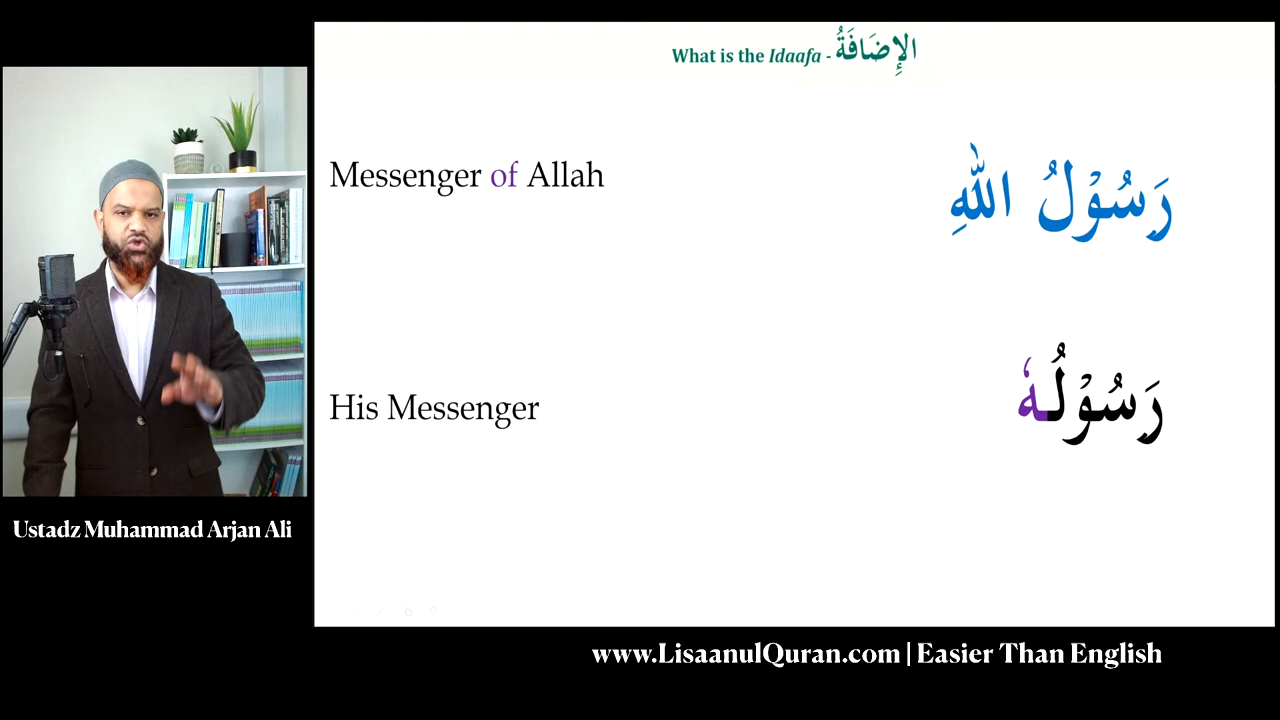 What is the Idaafa - الإِضَافَةُ
Messenger of Allah
رَسُوْلُ اللهِ
His Messenger
رَسُوْلُهٗ
Ustadz Muhammad Arjan Ali
www.LisaanulQuran.com | Easier Than English